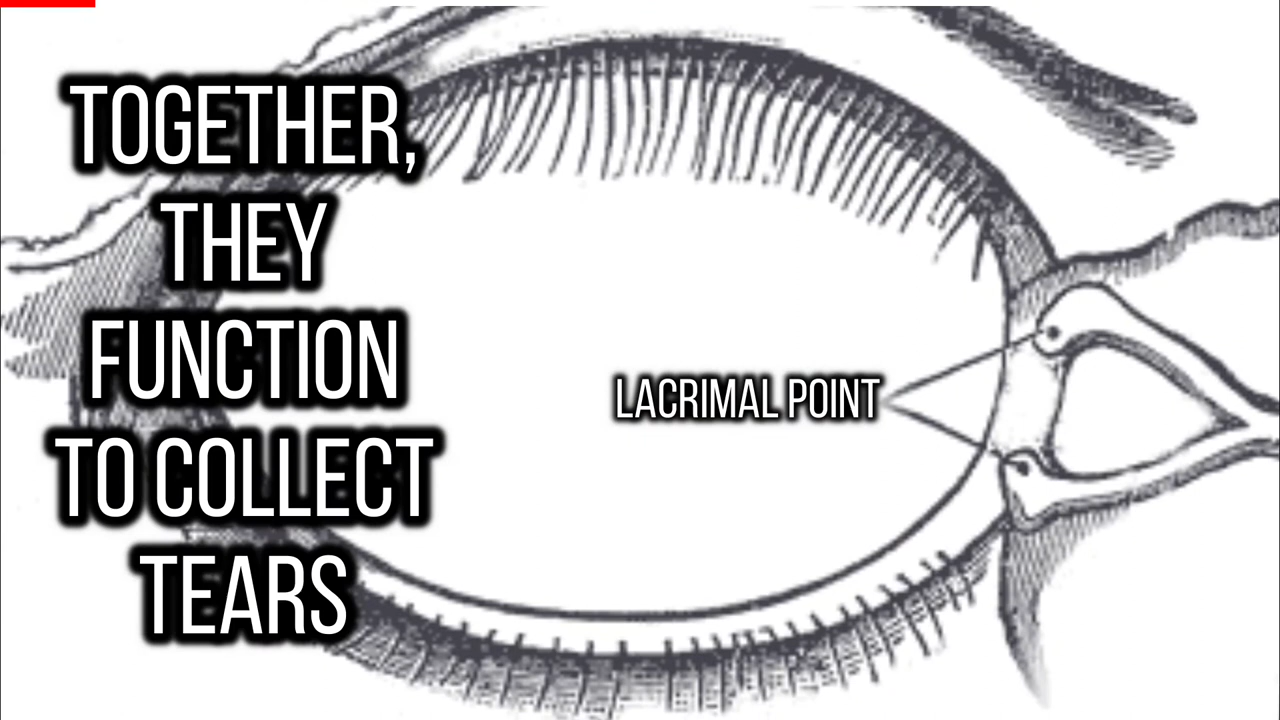 TOGETHER,
THEY
FUNCTION
TO COLLECT
TEARS
LACRIMAL POINT